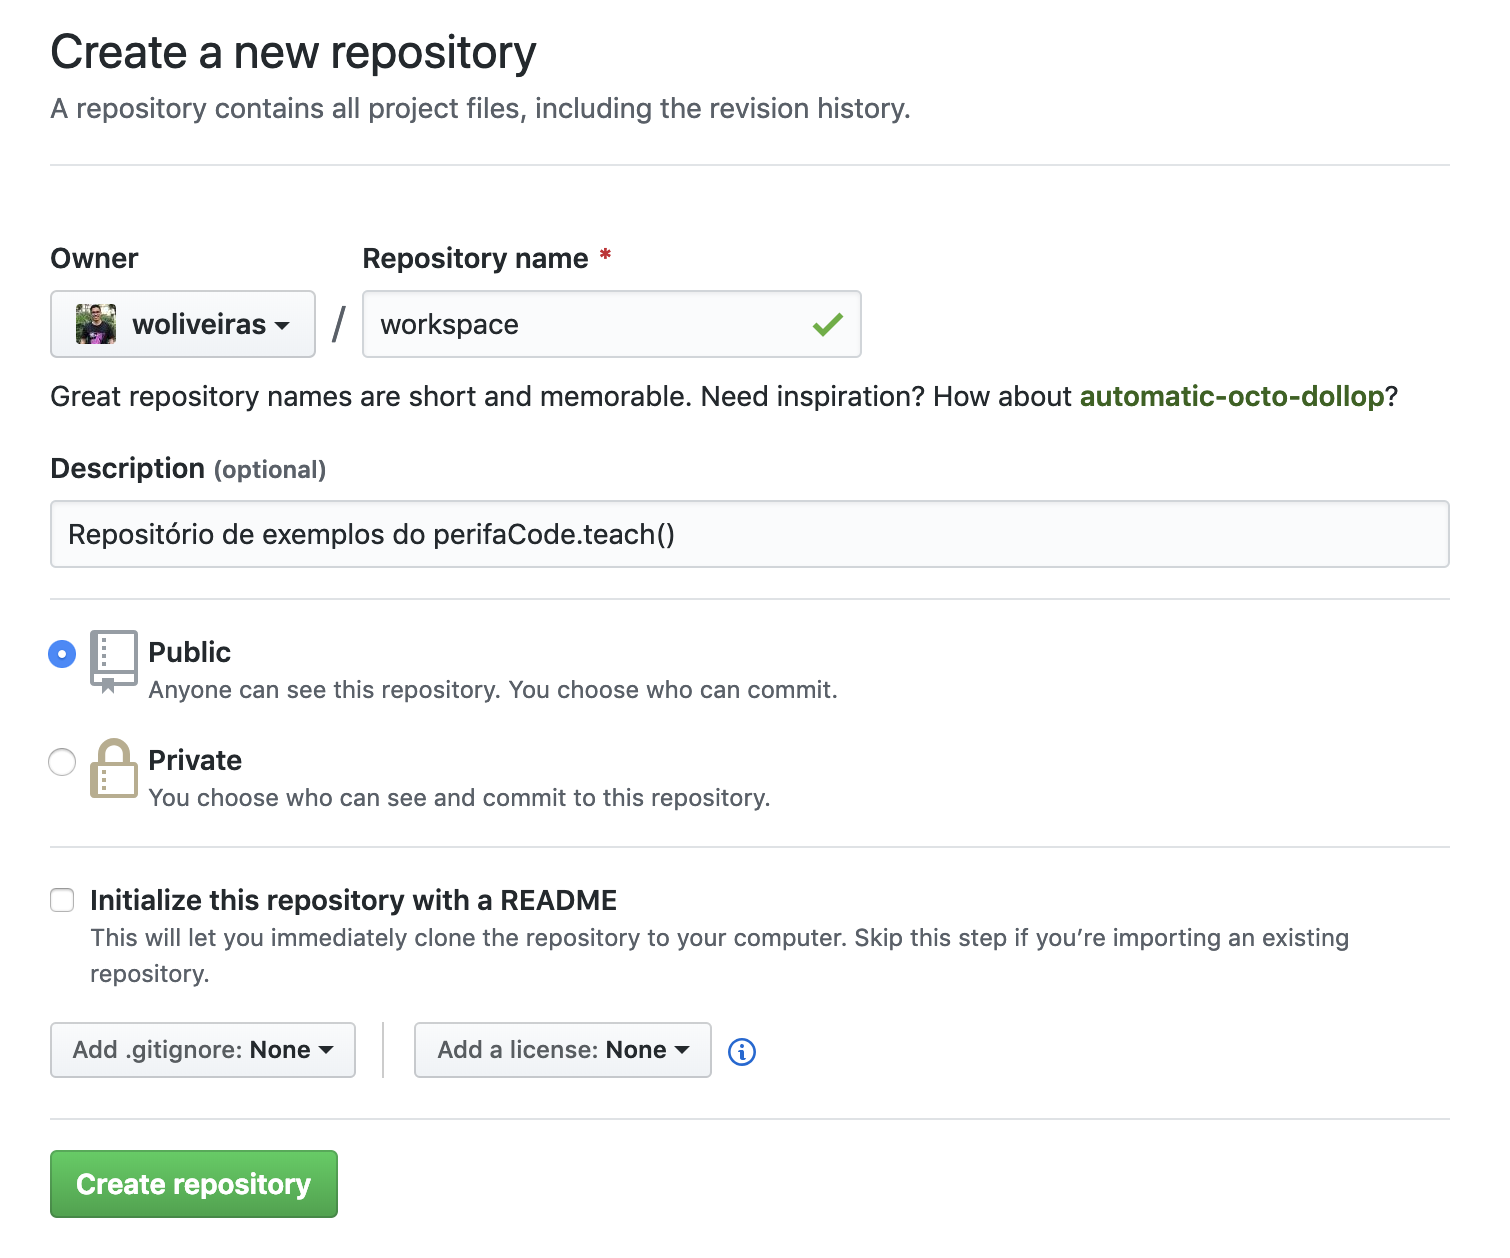 Create a new repository
A repository contains all project files, including the revision history.
Owner
Repository name *
woliveiras / workspace
Great repository names are short and memorable. Need inspiration? How about automatic-octo-dollop?
Description (optional)
Repositório de exemplos do perifaCode.teach()
Public
Anyone can see this repository. You choose who can commit.
Private
You choose who can see and commit to this repository.
Initialize this repository with a README
This will let you immediately clone the repository to your computer. Skip this step if you’re importing an existing
repository.
Add .gitignore: None
Add a license: None
Create repository